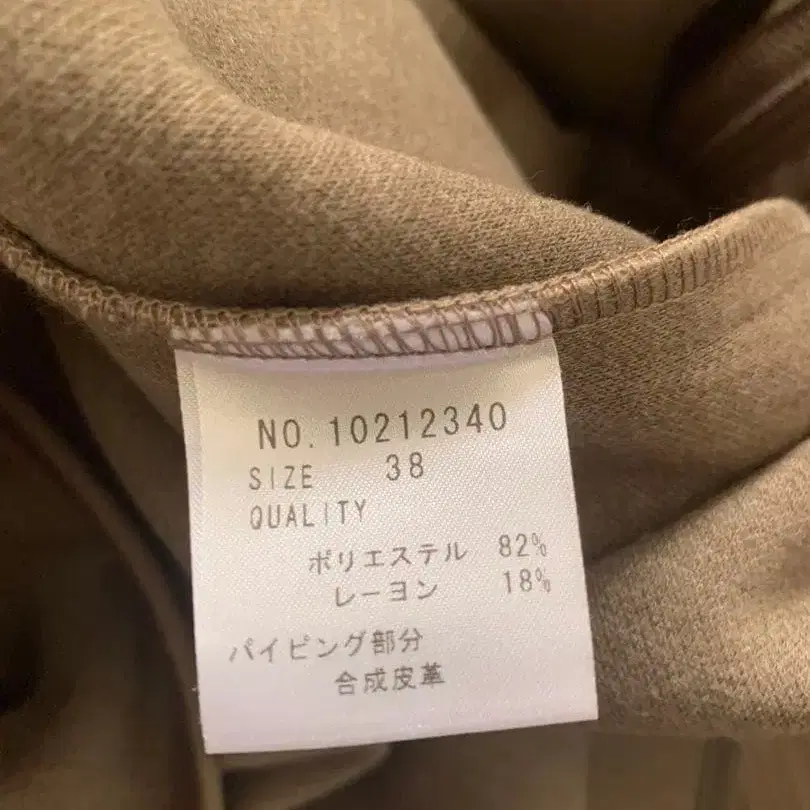 NO. 10212340
SIZE 38
QUALITY
ポリエステル 82%
レーヨン 18%
パイピング部分
合成皮革